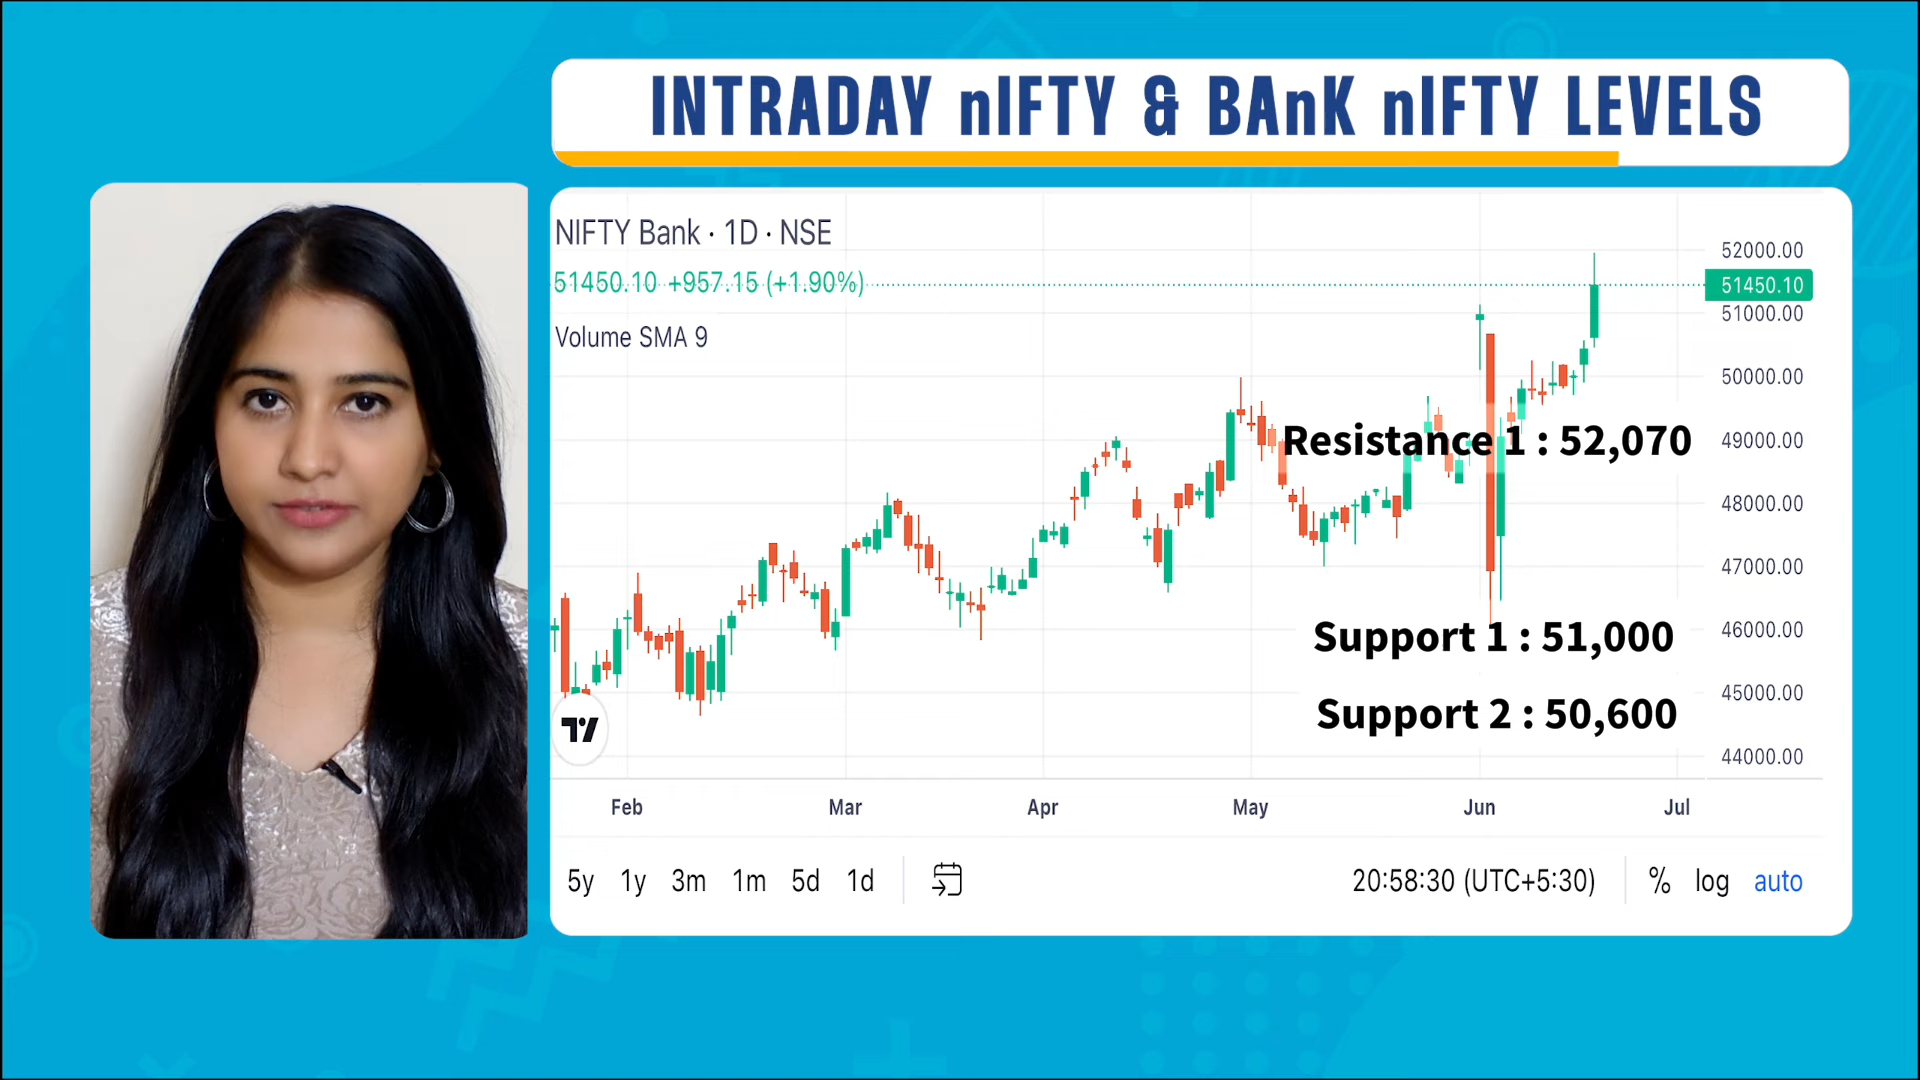 INTRADAY nIFTY & BAnK nIFTY LEVELS
NIFTY Bank · 1D · NSE
51450.10 +957.15 (+1.90%)
Volume SMA 9
52000.00
51450.10
51000.00
50000.00
49000.00
48000.00
47000.00
46000.00
45000.00
44000.00
Resistance 1 : 52,070
Support 1 : 51,000
Support 2 : 50,600
Feb Mar Apr May Jun Jul
5y 1y 3m 1m 5d 1d 20:58:30 (UTC+5:30) % log auto